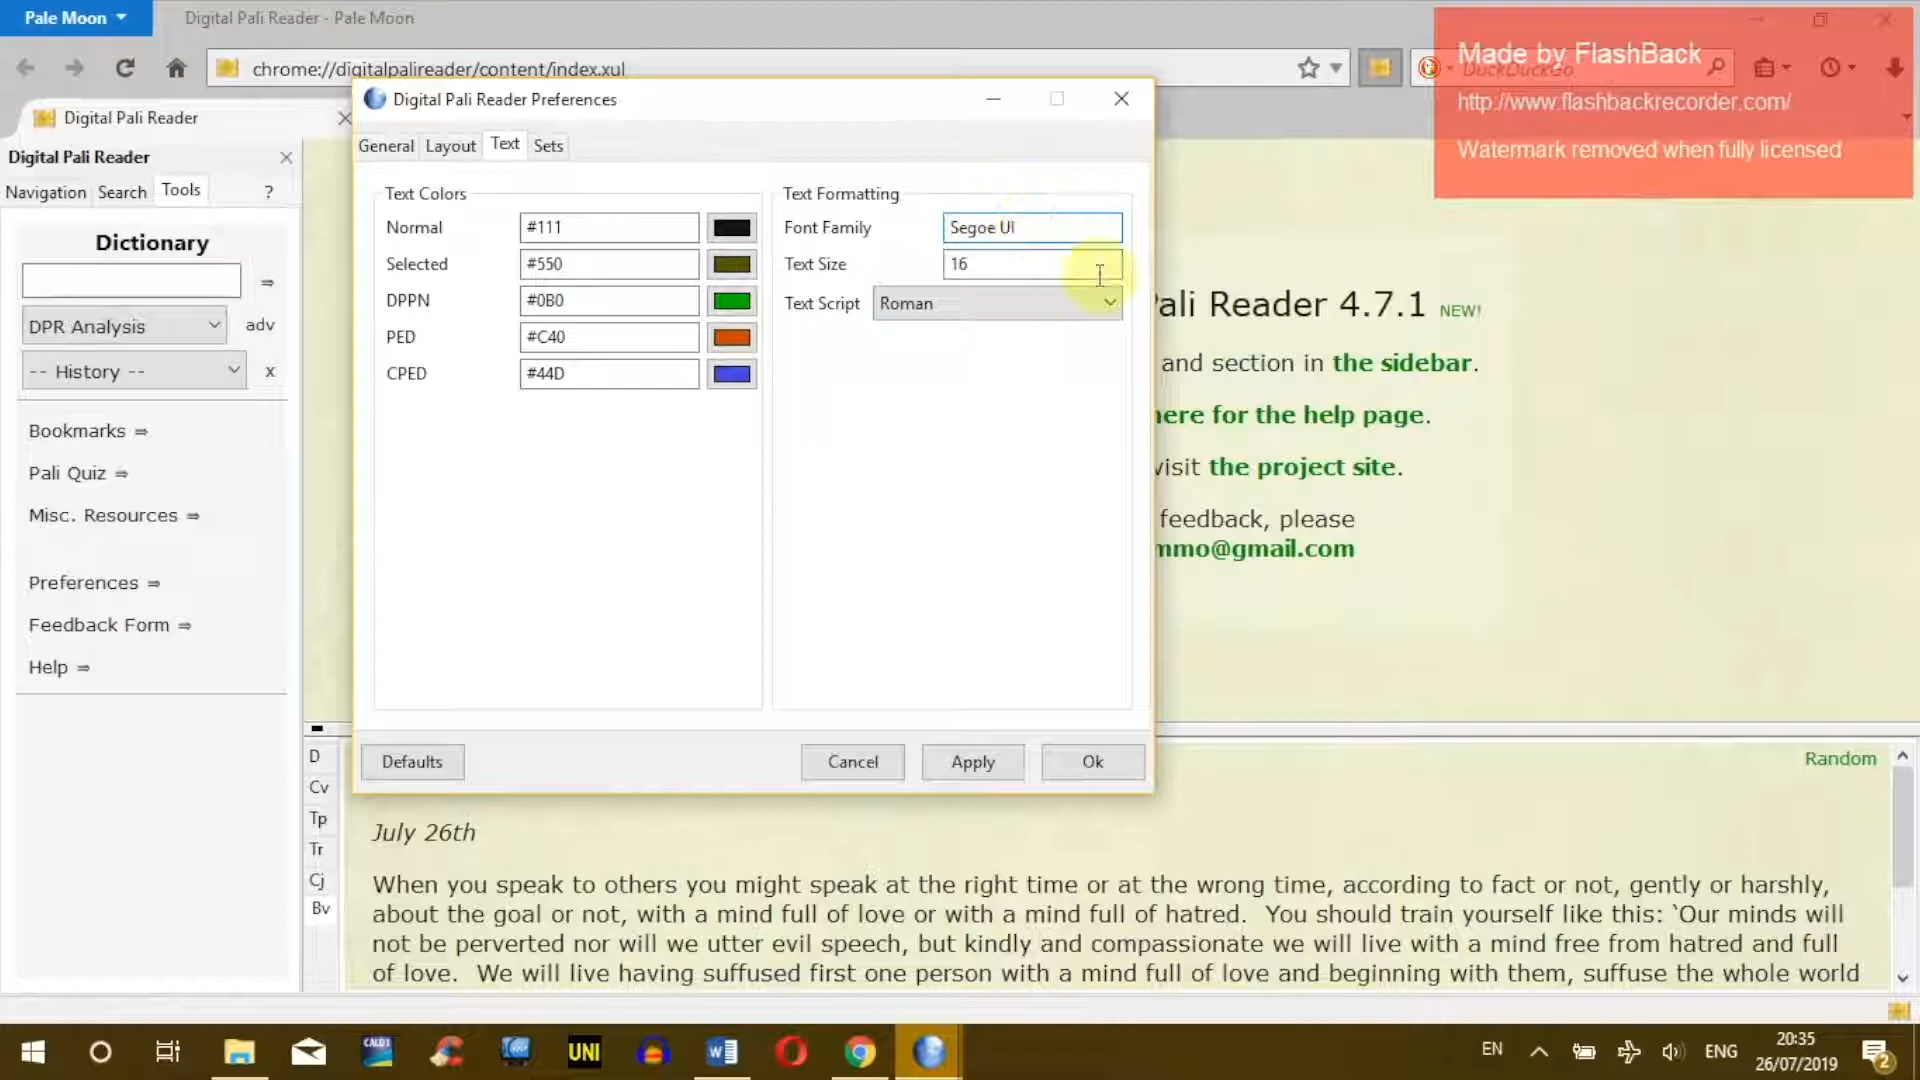 Pale Moon
Digital Pali Reader - Pale Moon
chrome://digitalpalireader/content/index.xul
DuckDuckGo
Made by FlashBack
http://www.flashbackrecorder.com/
Watermark removed when fully licensed
Digital Pali Reader
Digital Pali Reader
Navigation Search Tools ?
Dictionary
⇒
DPR Analysis adv
-- History -- x
Bookmarks ⇒
Pali Quiz ⇒
Misc. Resources ⇒
Preferences ⇒
Feedback Form ⇒
Help ⇒
Digital Pali Reader Preferences
General Layout Text Sets
Text Colors
Normal #111
Selected #550
DPPN #0B0
PED #C40
CPED #44D
Text Formatting
Font Family Segoe UI
Text Size 16
Text Script Roman
Defaults Cancel Apply Ok
Pali Reader 4.7.1 NEW!
and section in the sidebar.
here for the help page.
visit the project site.
feedback, please
mmo@gmail.com
D
Cv
Tp
Tr
Cj
Bv
Random
July 26th
When you speak to others you might speak at the right time or at the wrong time, according to fact or not, gently or harshly,
about the goal or not, with a mind full of love or with a mind full of hatred. You should train yourself like this: `Our minds will
not be perverted nor will we utter evil speech, but kindly and compassionate we will live with a mind free from hatred and full
of love. We will live having suffused first one person with a mind full of love and beginning with them, suffuse the whole world
CALD3
UNI
EN
ENG
20:35
26/07/2019
2